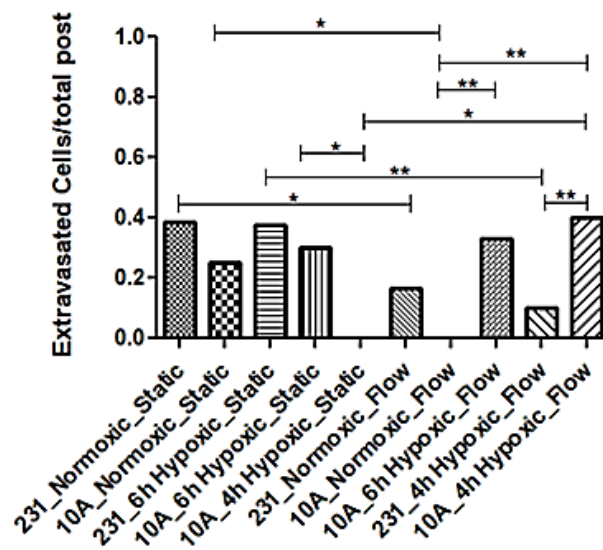 Extravasated Cells/total post
1.0
0.8
0.6
0.4
0.2
0.0
*
**
**
*
*
**
*
**
231_Normoxic_Static
10A_Normoxic_Static
231_6h Hypoxic_Static
10A_6h Hypoxic_Static
10A_4h Hypoxic_Static
231_Normoxic_Flow
10A_Normoxic_Flow
10A_6h Hypoxic_Flow
231_4h Hypoxic_Flow
10A_4h Hypoxic_Flow